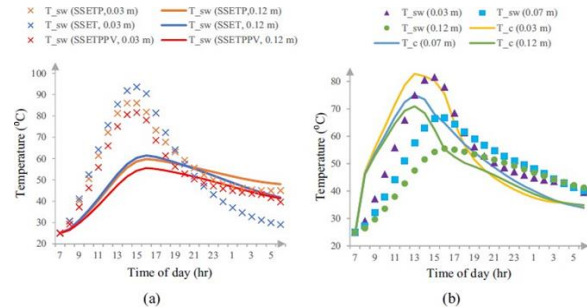 T_sw (SSETP,0.03 m) T_sw (SSETP,0.12 m)
T_sw (SSET, 0.03 m) T_sw (SSET, 0.12 m)
T_sw (SSETPPV, 0.03 m) T_sw (SSETPPV, 0.12 m)
100
90
80
70
60
50
40
30
20
Temperature (⁰C)
7 9 11 13 15 17 19 21 23 1 3 5
Time of day (hr)
(a)
T_sw (0.03 m) T_sw (0.07 m)
T_sw (0.12 m) T_c (0.03 m)
T_c (0.07 m) T_c (0.12 m)
80
70
60
50
40
30
20
Temperature (⁰C)
7 9 11 13 15 17 19 21 23 1 3 5
Time of day (hr)
(b)